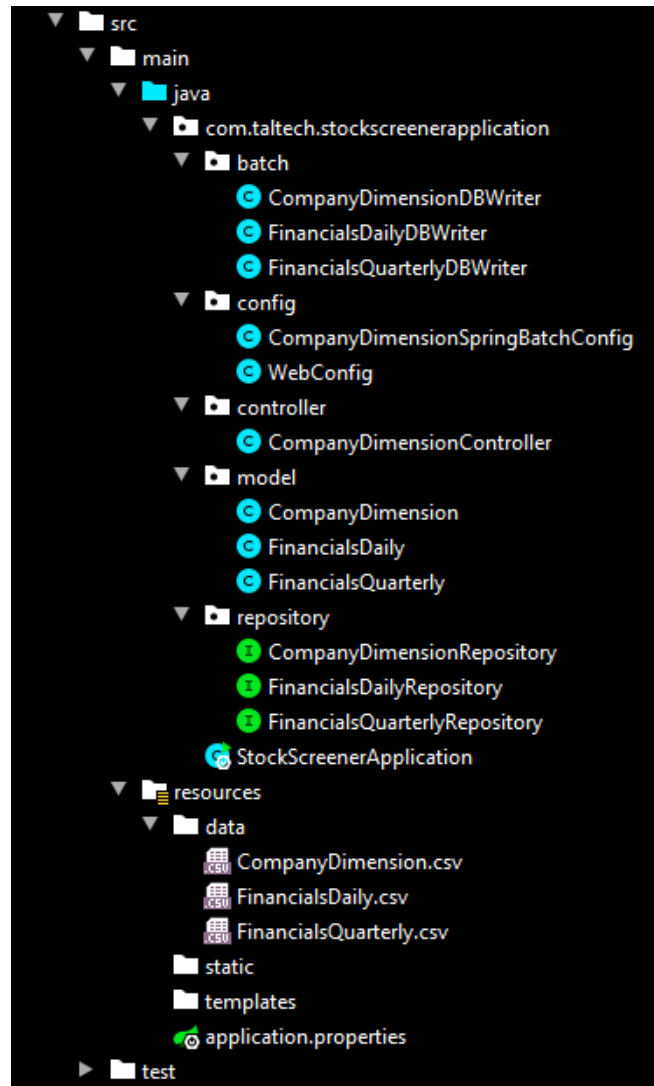 src
main
java
com.taltech.stockscreenerapplication
batch
CompanyDimensionDBWriter
FinancialsDailyDBWriter
FinancialsQuarterlyDBWriter
config
CompanyDimensionSpringBatchConfig
WebConfig
controller
CompanyDimensionController
model
CompanyDimension
FinancialsDaily
FinancialsQuarterly
repository
CompanyDimensionRepository
FinancialsDailyRepository
FinancialsQuarterlyRepository
StockScreenerApplication
resources
data
CompanyDimension.csv
FinancialsDaily.csv
FinancialsQuarterly.csv
static
templates
application.properties
test